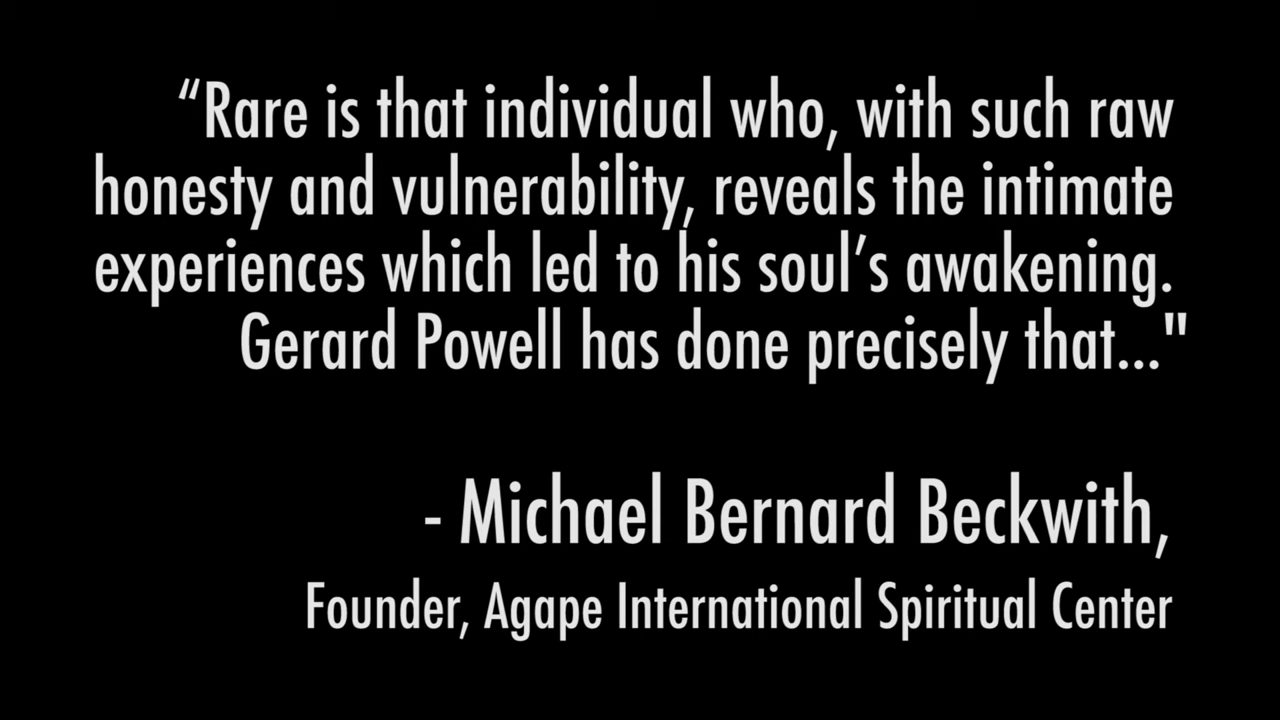 “Rare is that individual who, with such raw
honesty and vulnerability, reveals the intimate
experiences which led to his soul’s awakening.
Gerard Powell has done precisely that..."
- Michael Bernard Beckwith,
Founder, Agape International Spiritual Center